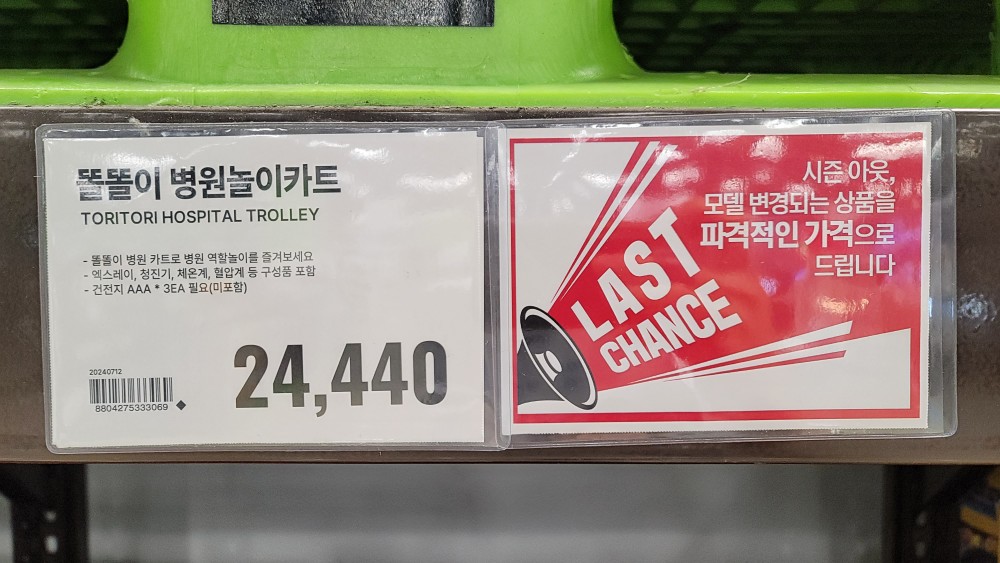 똘똘이 병원놀이카트
TORITORI HOSPITAL TROLLEY
- 똘똘이 병원 카트로 병원 역할놀이를 즐겨보세요
- 엑스레이, 청진기, 체온계, 혈압계 등 구성품 포함
- 건전지 AAA * 3EA 필요(미포함)
20240712
8804275333069
24,440
시즌 아웃,
모델 변경되는 상품을
파격적인 가격으로
드립니다
LAST
CHANCE